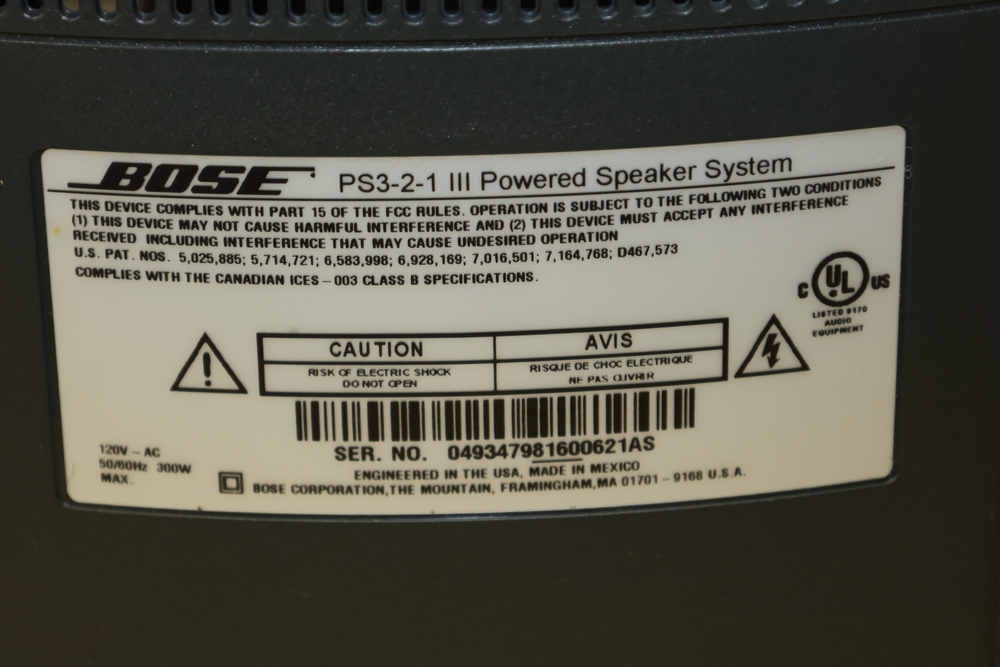 BOSE PS3-2-1 III Powered Speaker System
THIS DEVICE COMPLIES WITH PART 15 OF THE FCC RULES. OPERATION IS SUBJECT TO THE FOLLOWING TWO CONDITIONS
(1) THIS DEVICE MAY NOT CAUSE HARMFUL INTERFERENCE AND (2) THIS DEVICE MUST ACCEPT ANY INTERFERENCE
RECEIVED INCLUDING INTERFERENCE THAT MAY CAUSE UNDESIRED OPERATION
U.S. PAT. NOS. 5,025,885; 5,714,721; 6,583,998; 6,928,169; 7,016,501; 7,164,768; D467,573
COMPLIES WITH THE CANADIAN ICES-003 CLASS B SPECIFICATIONS.
C UL US
LISTED 9170
AUDIO
EQUIPMENT
CAUTION
RISK OF ELECTRIC SHOCK
DO NOT OPEN
AVIS
RISQUE DE CHOC ELECTRIQUE
NE PAS OUVRIR
SER. NO. 049347981600621AS
120V ~ AC
50/60Hz 300W
MAX.
ENGINEERED IN THE USA, MADE IN MEXICO
BOSE CORPORATION,THE MOUNTAIN, FRAMINGHAM,MA 01701-9168 U.S.A.